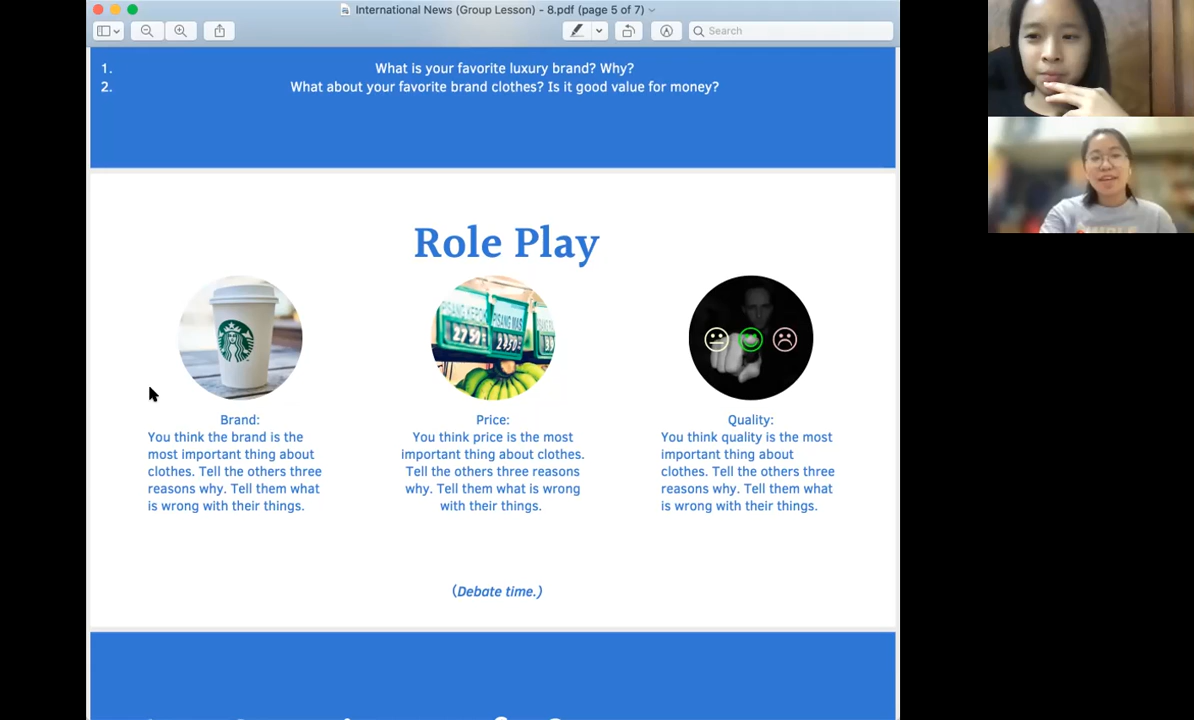 International News (Group Lesson) - 8.pdf (page 5 of 7)
Search
1. What is your favorite luxury brand? Why?
2. What about your favorite brand clothes? Is it good value for money?
Role Play
PISANG MAS
Brand:
You think the brand is the
most important thing about
clothes. Tell the others three
reasons why. Tell them what
is wrong with their things.
Price:
You think price is the most
important thing about clothes.
Tell the others three reasons
why. Tell them what is wrong
with their things.
Quality:
You think quality is the most
important thing about
clothes. Tell the others three
reasons why. Tell them what
is wrong with their things.
(Debate time.)